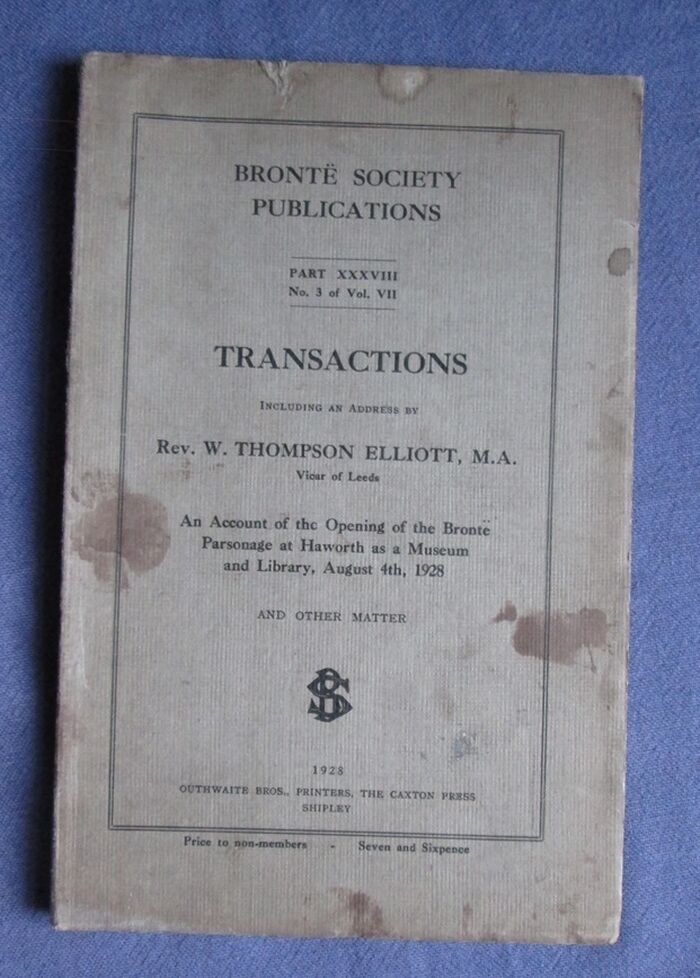 BRONTË SOCIETY
PUBLICATIONS
PART XXXVIII
No. 3 of Vol. VII
TRANSACTIONS
INCLUDING AN ADDRESS BY
Rev. W. THOMPSON ELLIOTT, M.A.
Vicar of Leeds
An Account of the Opening of the Brontë
Parsonage at Haworth as a Museum
and Library, August 4th, 1928
AND OTHER MATTER
BS
1928
OUTHWAITE BROS., PRINTERS, THE CAXTON PRESS
SHIPLEY
Price to non-members - Seven and Sixpence